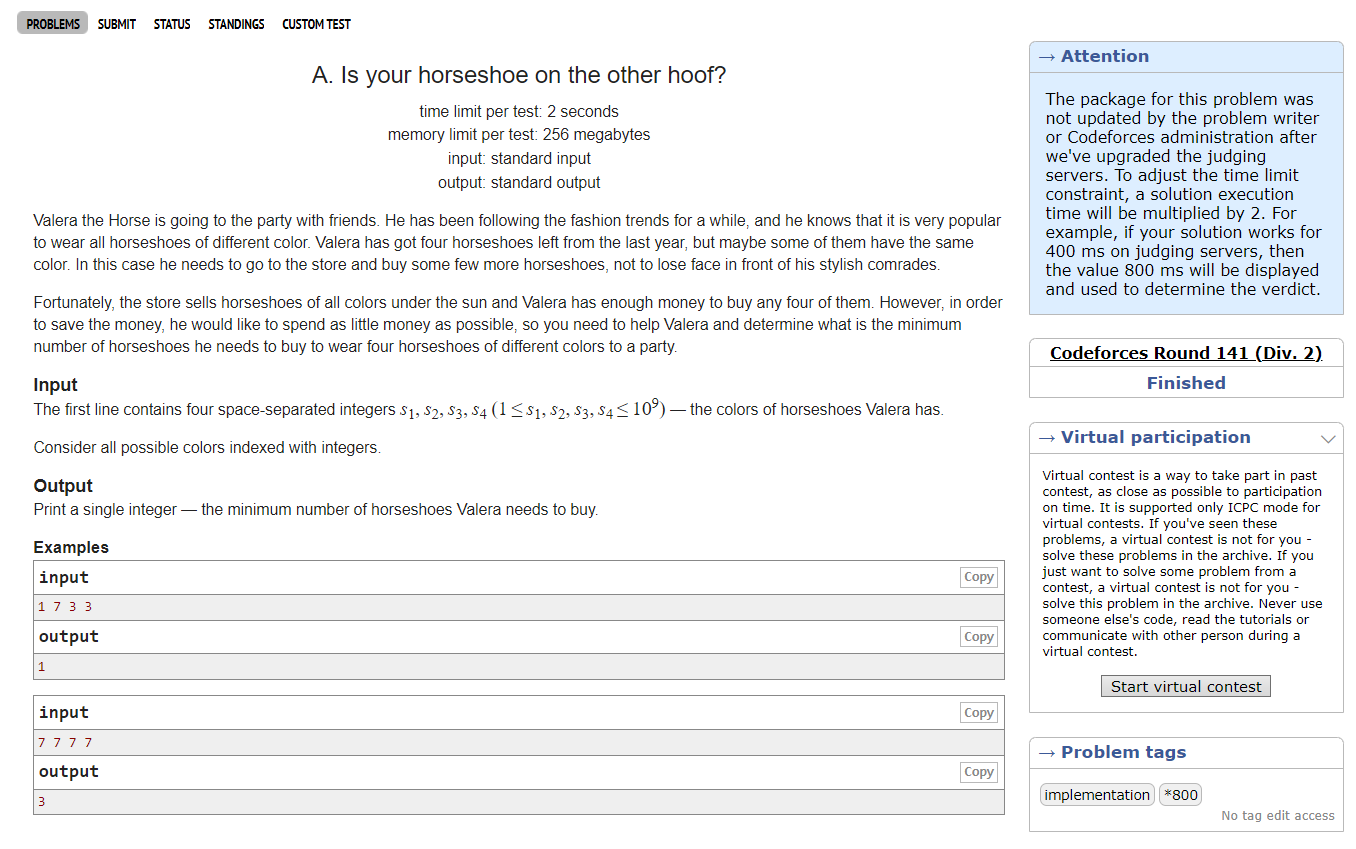 PROBLEMS SUBMIT STATUS STANDINGS CUSTOM TEST
A. Is your horseshoe on the other hoof?
time limit per test: 2 seconds
memory limit per test: 256 megabytes
input: standard input
output: standard output
Valera the Horse is going to the party with friends. He has been following the fashion trends for a while, and he knows that it is very popular
to wear all horseshoes of different color. Valera has got four horseshoes left from the last year, but maybe some of them have the same
color. In this case he needs to go to the store and buy some few more horseshoes, not to lose face in front of his stylish comrades.
Fortunately, the store sells horseshoes of all colors under the sun and Valera has enough money to buy any four of them. However, in order
to save the money, he would like to spend as little money as possible, so you need to help Valera and determine what is the minimum
number of horseshoes he needs to buy to wear four horseshoes of different colors to a party.
Input
The first line contains four space-separated integers s₁, s₂, s₃, s₄ (1 ≤ s₁, s₂, s₃, s₄ ≤ 10⁹) — the colors of horseshoes Valera has.
Consider all possible colors indexed with integers.
Output
Print a single integer — the minimum number of horseshoes Valera needs to buy.
Examples
input Copy
1 7 3 3
output Copy
1
input Copy
7 7 7 7
output Copy
3
→ Attention
The package for this problem was
not updated by the problem writer
or Codeforces administration after
we've upgraded the judging
servers. To adjust the time limit
constraint, a solution execution
time will be multiplied by 2. For
example, if your solution works for
400 ms on judging servers, then
the value 800 ms will be displayed
and used to determine the verdict.
Codeforces Round 141 (Div. 2)
Finished
→ Virtual participation
Virtual contest is a way to take part in past
contest, as close as possible to participation
on time. It is supported only ICPC mode for
virtual contests. If you've seen these
problems, a virtual contest is not for you -
solve these problems in the archive. If you
just want to solve some problem from a
contest, a virtual contest is not for you -
solve this problem in the archive. Never use
someone else's code, read the tutorials or
communicate with other person during a
virtual contest.
Start virtual contest
→ Problem tags
implementation *800
No tag edit access